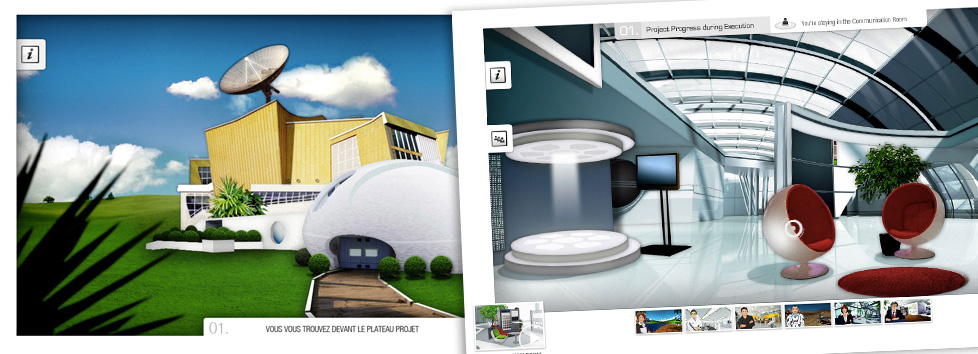 i
01. VOUS VOUS TROUVEZ DEVANT LE PLATEAU PROJET
01. Project Progress during Execution
You're staying in the Communication Room
i